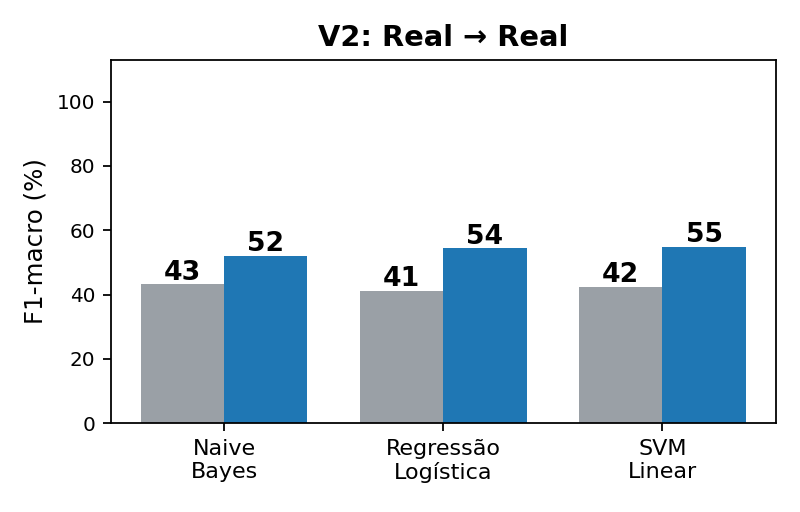 V2: Real → Real
F1-macro (%)
100
80
60
40
20
0
43
52
41
54
42
55
Naive
Bayes
Regressão
Logística
SVM
Linear